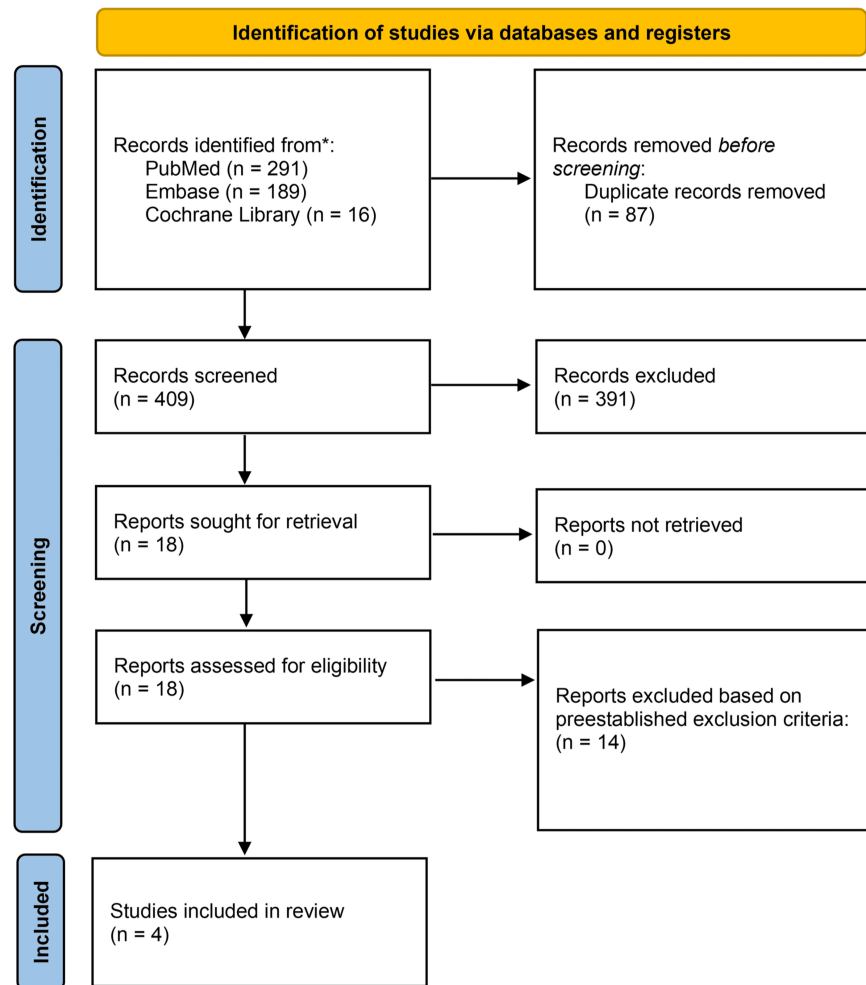 Identification of studies via databases and registers
Identification
Records identified from*:
PubMed (n = 291)
Embase (n = 189)
Cochrane Library (n = 16)
Records removed before
screening:
Duplicate records removed
(n = 87)
Screening
Records screened
(n = 409)
Records excluded
(n = 391)
Reports sought for retrieval
(n = 18)
Reports not retrieved
(n = 0)
Reports assessed for eligibility
(n = 18)
Reports excluded based on
preestablished exclusion criteria:
(n = 14)
Included
Studies included in review
(n = 4)